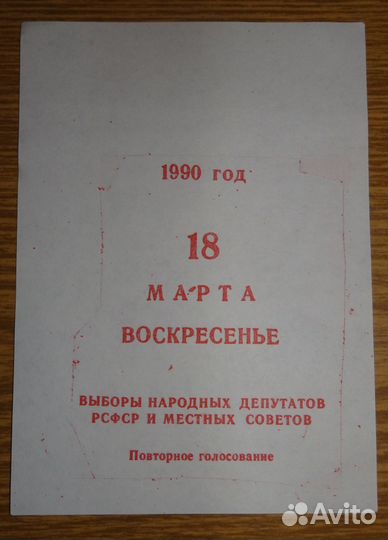 1990 год
18
МАРТА
ВОСКРЕСЕНЬЕ
ВЫБОРЫ НАРОДНЫХ ДЕПУТАТОВ
РСФСР И МЕСТНЫХ СОВЕТОВ
Повторное голосование
Avito